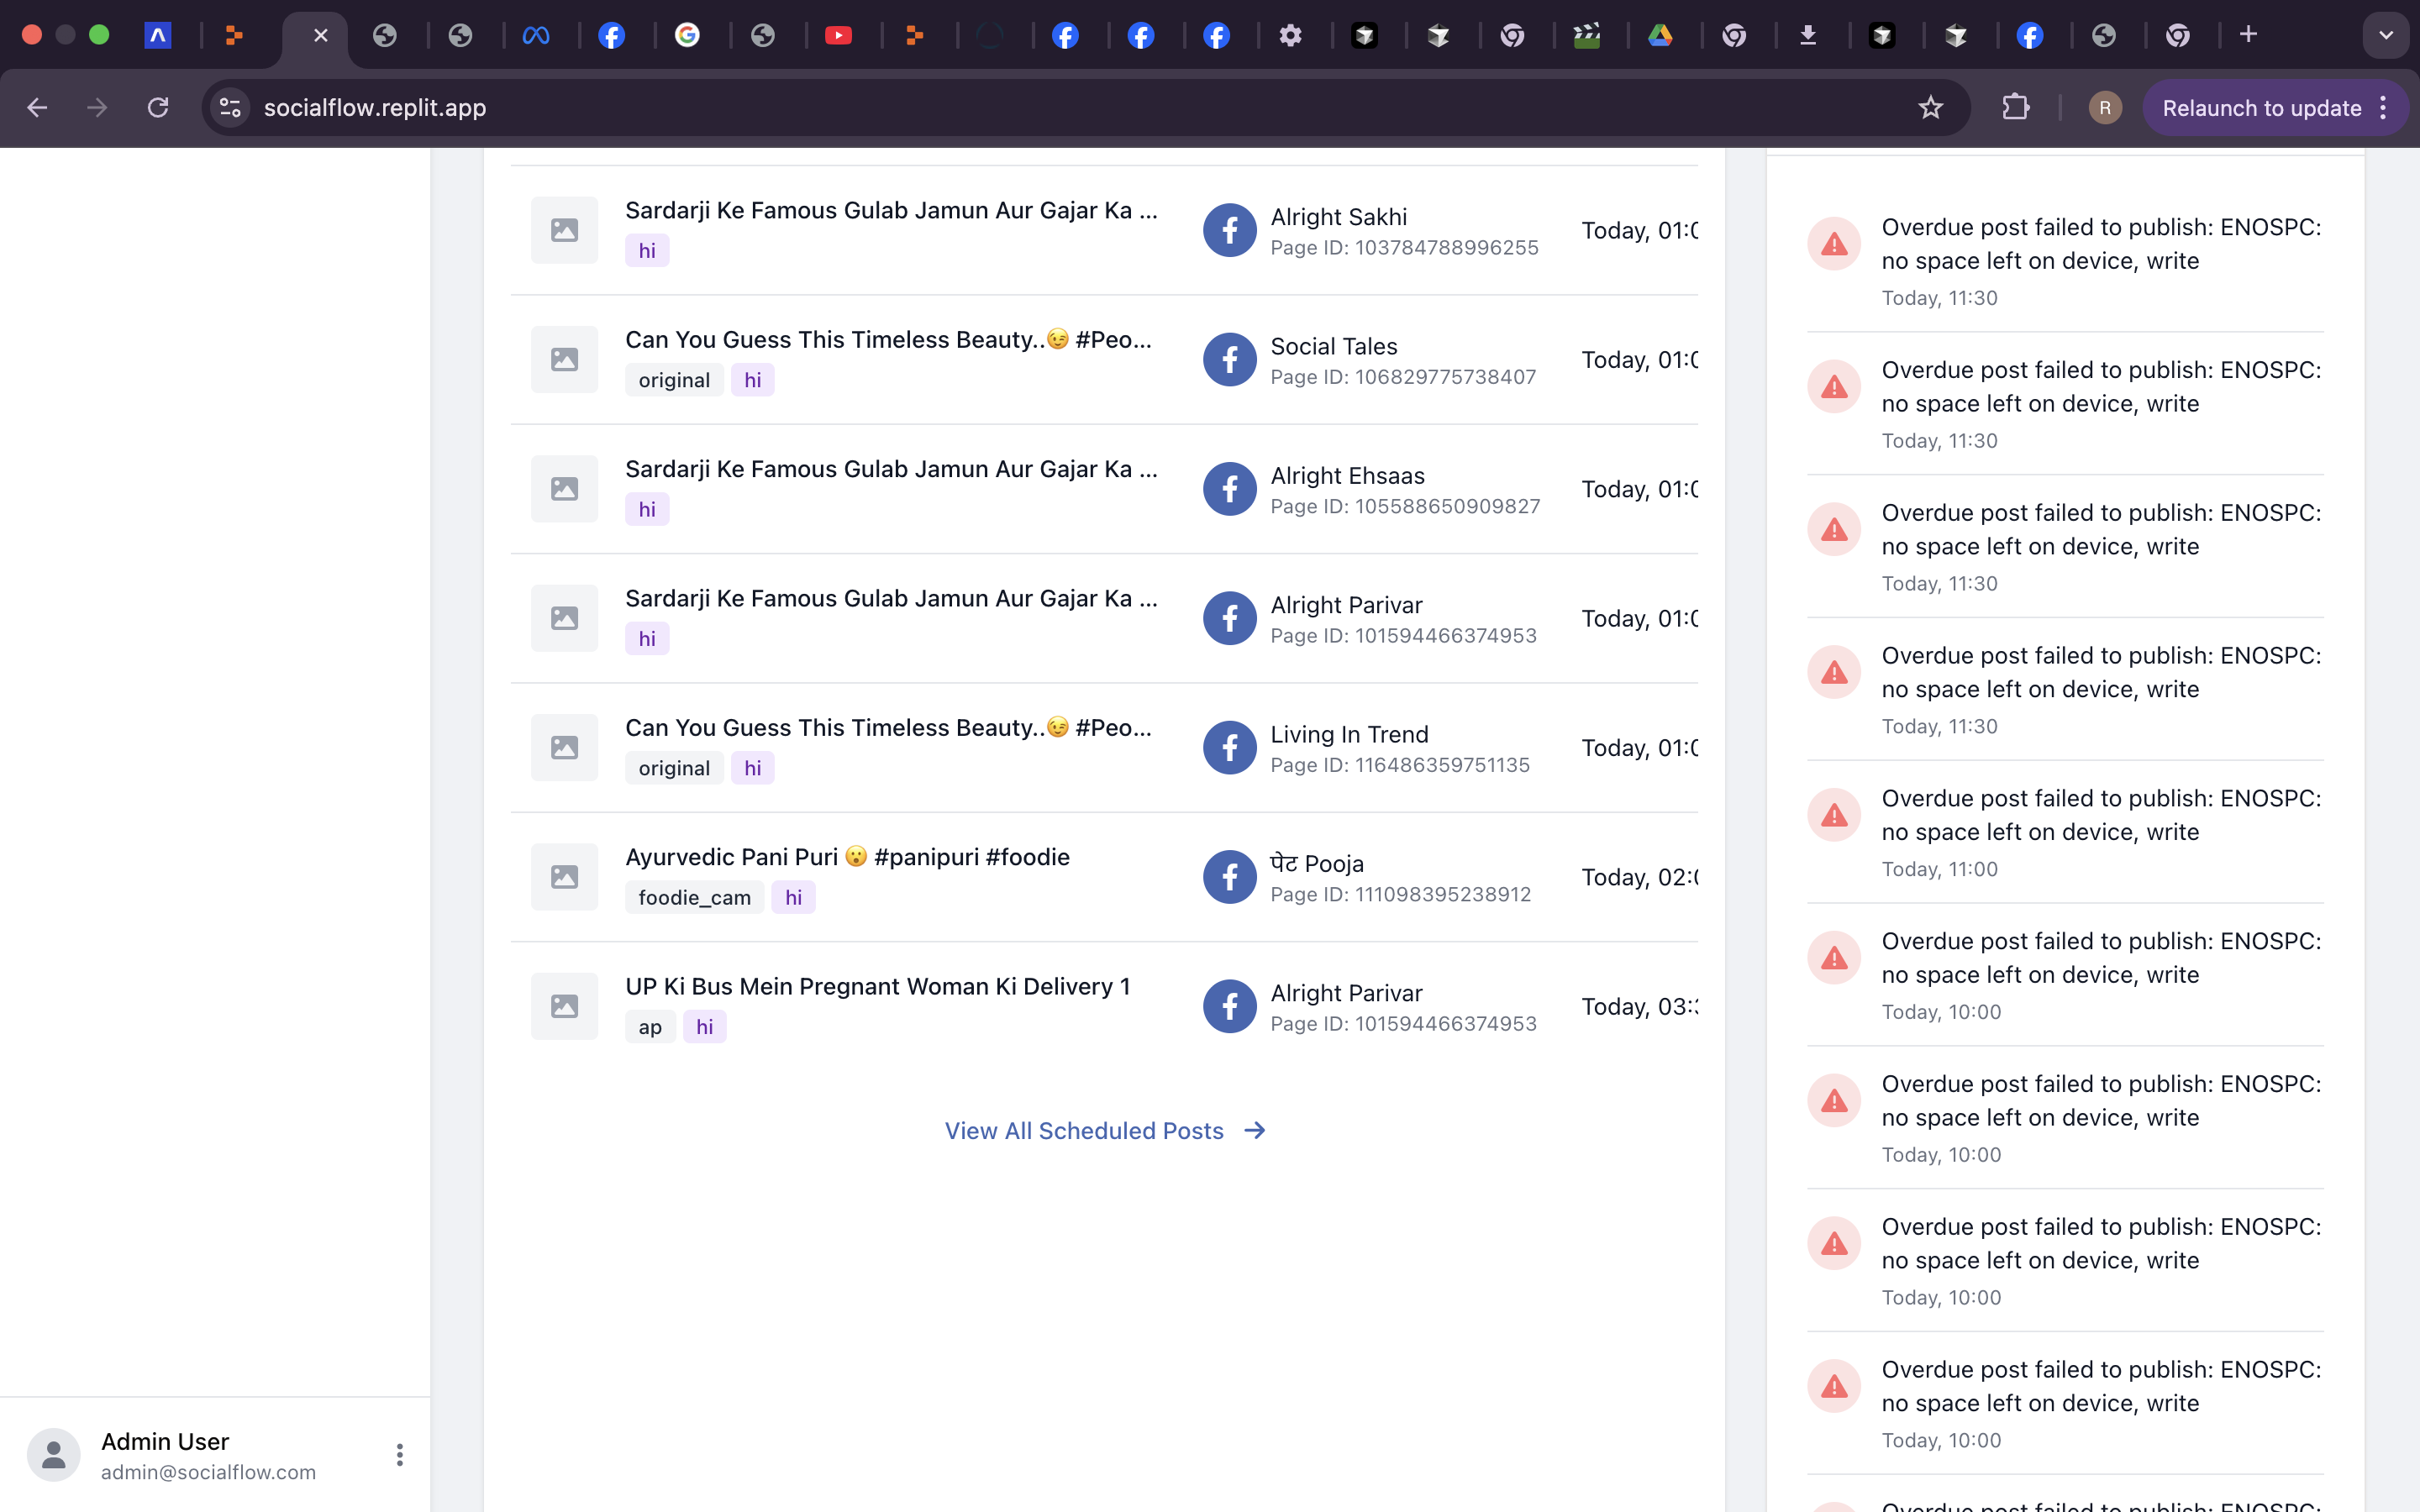 socialflow.replit.app
R
Relaunch to update
Sardarji Ke Famous Gulab Jamun Aur Gajar Ka ...
hi
Alright Sakhi
Page ID: 103784788996255
Today, 01:0
Can You Guess This Timeless Beauty..😉 #Peo...
original hi
Social Tales
Page ID: 106829775738407
Today, 01:0
Sardarji Ke Famous Gulab Jamun Aur Gajar Ka ...
hi
Alright Ehsaas
Page ID: 105588650909827
Today, 01:0
Sardarji Ke Famous Gulab Jamun Aur Gajar Ka ...
hi
Alright Parivar
Page ID: 101594466374953
Today, 01:0
Can You Guess This Timeless Beauty..😉 #Peo...
original hi
Living In Trend
Page ID: 116486359751135
Today, 01:0
Ayurvedic Pani Puri 😮 #panipuri #foodie
foodie_cam hi
पेट Pooja
Page ID: 111098395238912
Today, 02:0
UP Ki Bus Mein Pregnant Woman Ki Delivery 1
ap hi
Alright Parivar
Page ID: 101594466374953
Today, 03:
View All Scheduled Posts
Overdue post failed to publish: ENOSPC:
no space left on device, write
Today, 11:30
Overdue post failed to publish: ENOSPC:
no space left on device, write
Today, 11:30
Overdue post failed to publish: ENOSPC:
no space left on device, write
Today, 11:30
Overdue post failed to publish: ENOSPC:
no space left on device, write
Today, 11:30
Overdue post failed to publish: ENOSPC:
no space left on device, write
Today, 11:00
Overdue post failed to publish: ENOSPC:
no space left on device, write
Today, 10:00
Overdue post failed to publish: ENOSPC:
no space left on device, write
Today, 10:00
Overdue post failed to publish: ENOSPC:
no space left on device, write
Today, 10:00
Overdue post failed to publish: ENOSPC:
no space left on device, write
Today, 10:00
Overdue post failed to publish: ENOSPC:
Admin User
admin@socialflow.com